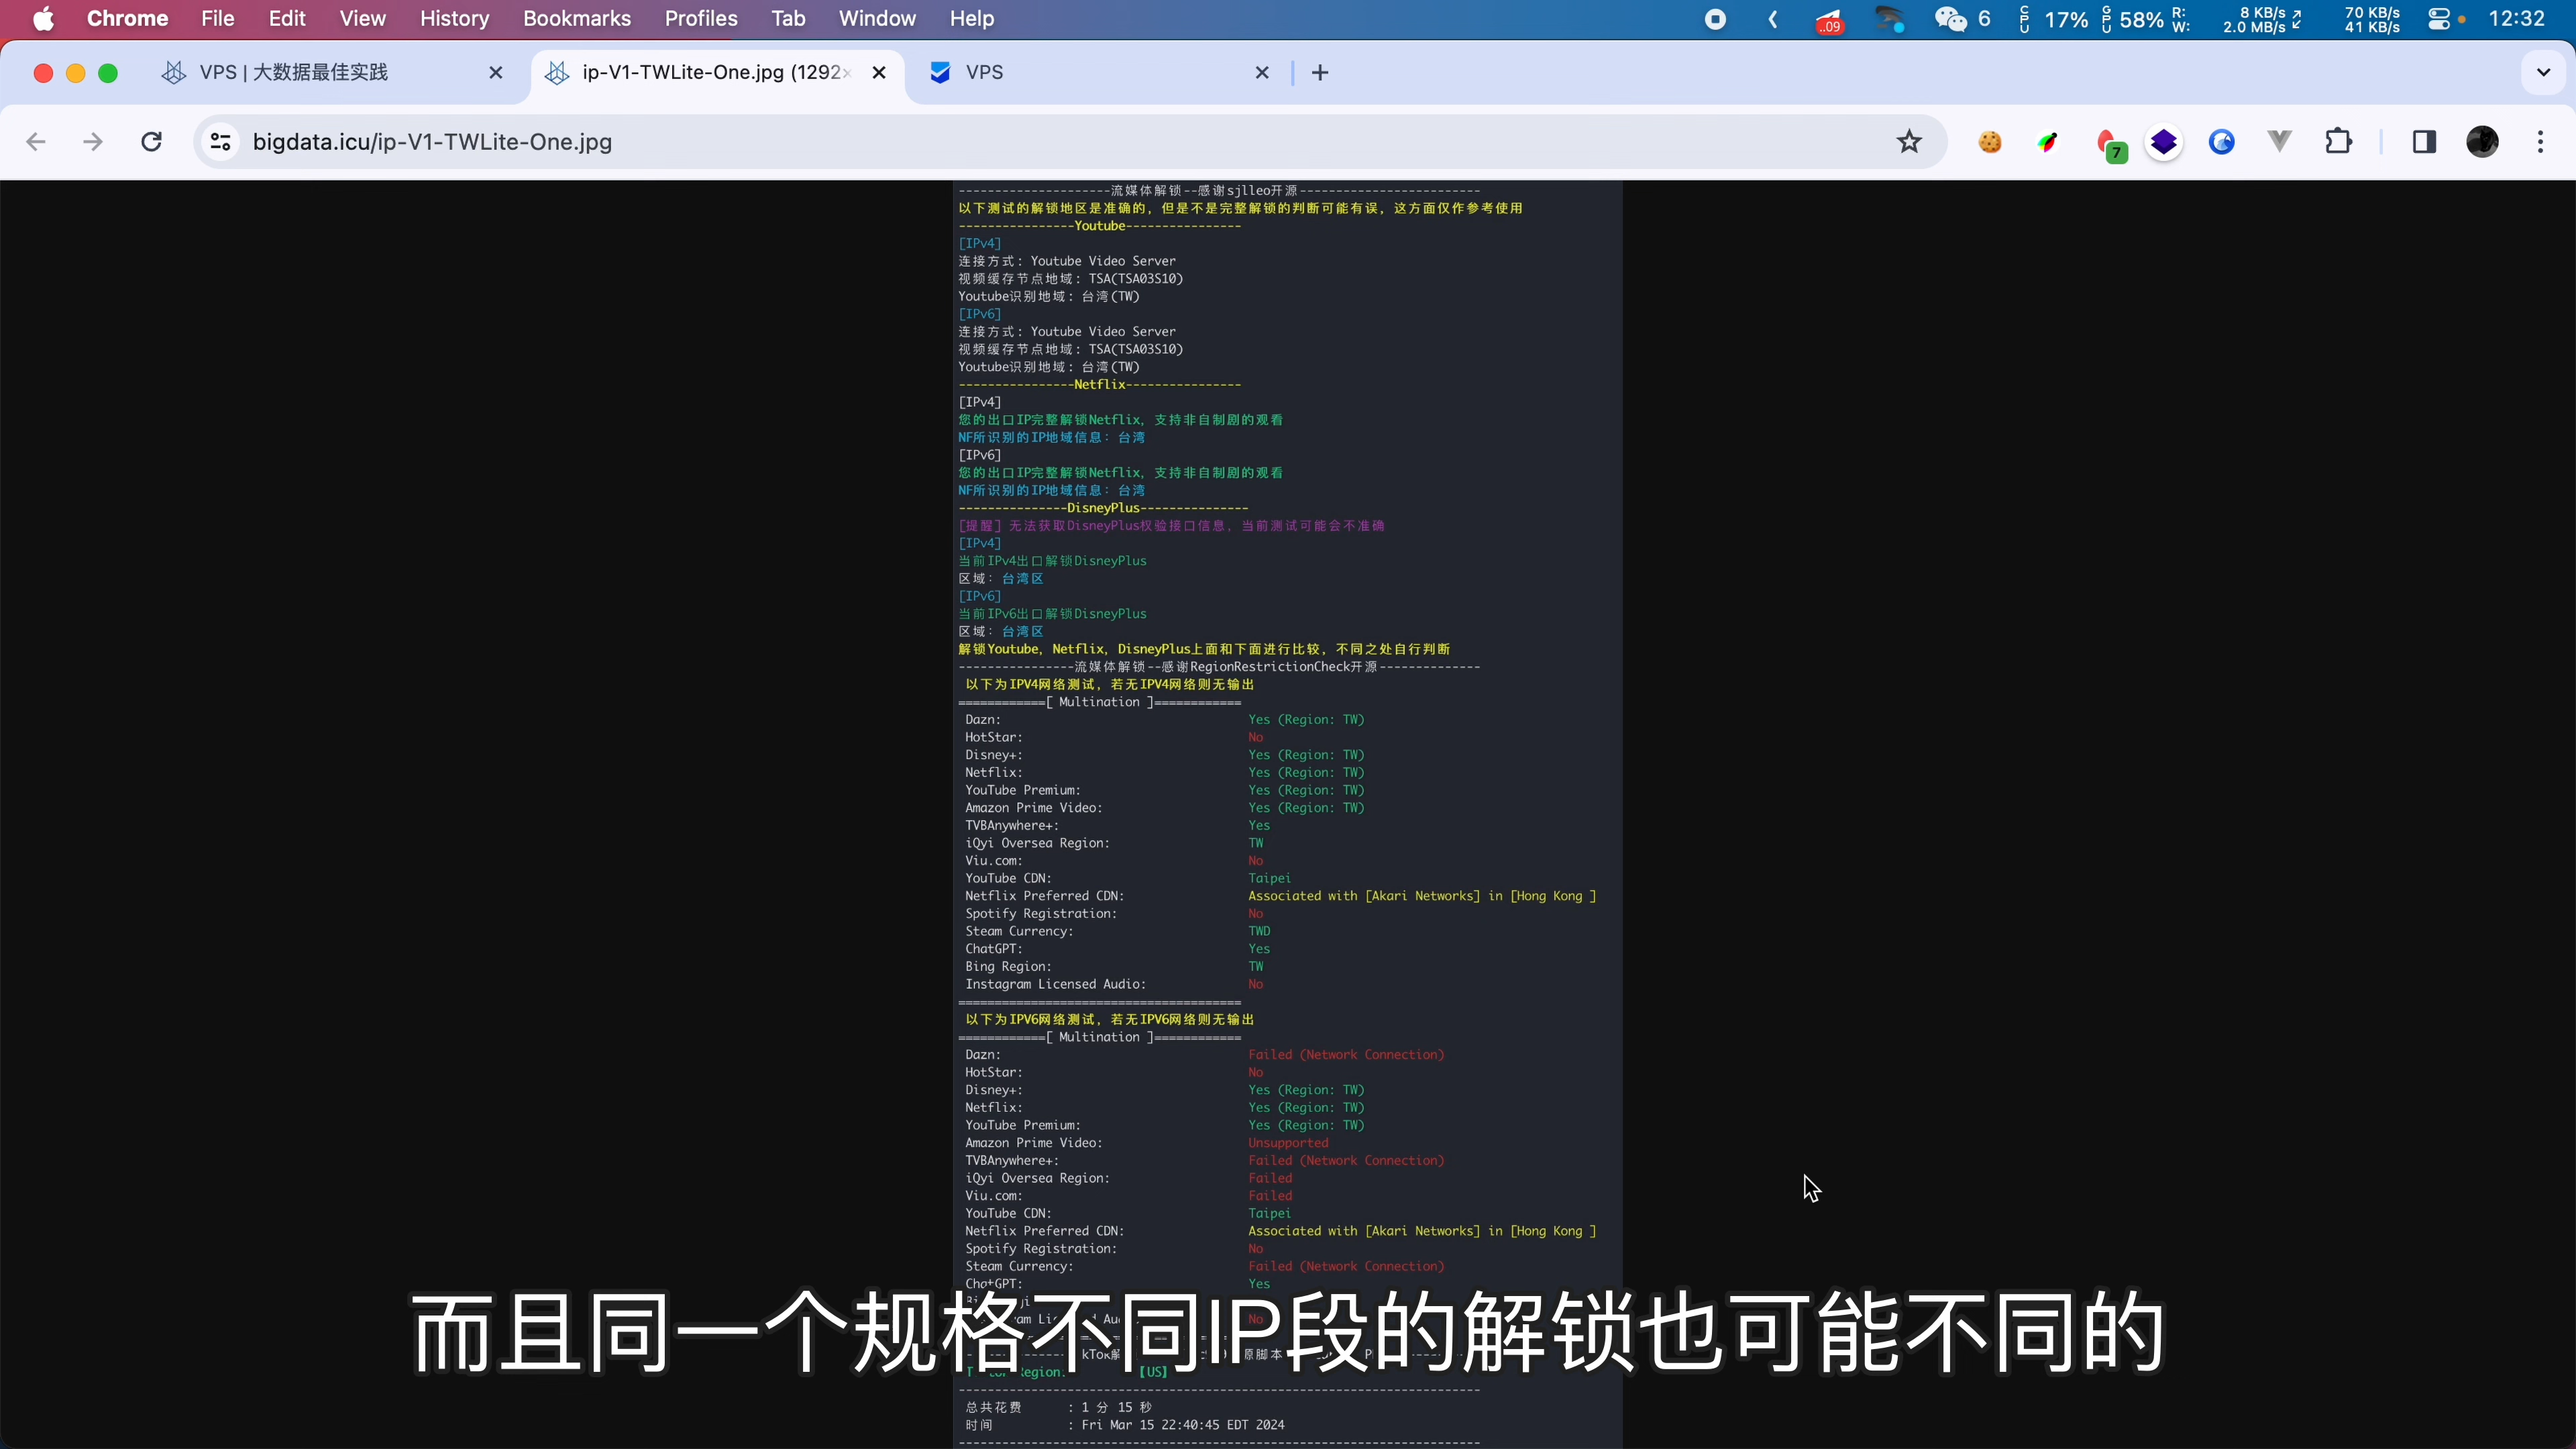 Chrome File Edit View History Bookmarks Profiles Tab Window Help ..09 6 CPU 17% GPU 58% R: W: 8 KB/s 2.0 MB/s 70 KB/s 41 KB/s 12:32
VPS | 大数据最佳实践 ip-V1-TWLite-One.jpg (1292× VPS
bigdata.icu/ip-V1-TWLite-One.jpg 7
---------------------流媒体解锁--感谢sjlleo开源-------------------------
以下测试的解锁地区是准确的，但是不是完整解锁的判断可能有误，这方面仅作参考使用
----------------Youtube----------------
[IPv4]
连接方式: Youtube Video Server
视频缓存节点地域: TSA(TSA03S10)
Youtube识别地域: 台湾(TW)
[IPv6]
连接方式: Youtube Video Server
视频缓存节点地域: TSA(TSA03S10)
Youtube识别地域: 台湾(TW)
----------------Netflix----------------
[IPv4]
您的出口IP完整解锁Netflix，支持非自制剧的观看
NF所识别的IP地域信息：台湾
[IPv6]
您的出口IP完整解锁Netflix，支持非自制剧的观看
NF所识别的IP地域信息：台湾
---------------DisneyPlus---------------
[提醒] 无法获取DisneyPlus权验接口信息，当前测试可能会不准确
[IPv4]
当前IPv4出口解锁DisneyPlus
区域：台湾区
[IPv6]
当前IPv6出口解锁DisneyPlus
区域：台湾区
解锁Youtube，Netflix，DisneyPlus上面和下面进行比较，不同之处自行判断
----------------流媒体解锁--感谢RegionRestrictionCheck开源--------------
以下为IPV4网络测试，若无IPV4网络则无输出
============[ Multination ]============
Dazn: Yes (Region: TW)
HotStar: No
Disney+: Yes (Region: TW)
Netflix: Yes (Region: TW)
YouTube Premium: Yes (Region: TW)
Amazon Prime Video: Yes (Region: TW)
TVBAnywhere+: Yes
iQyi Oversea Region: TW
Viu.com: No
YouTube CDN: Taipei
Netflix Preferred CDN: Associated with [Akari Networks] in [Hong Kong ]
Spotify Registration: No
Steam Currency: TWD
ChatGPT: Yes
Bing Region: TW
Instagram Licensed Audio: No
=======================================
以下为IPV6网络测试，若无IPV6网络则无输出
============[ Multination ]============
Dazn: Failed (Network Connection)
HotStar: No
Disney+: Yes (Region: TW)
Netflix: Yes (Region: TW)
YouTube Premium: Yes (Region: TW)
Amazon Prime Video: Unsupported
TVBAnywhere+: Failed (Network Connection)
iQyi Oversea Region: Failed
Viu.com: Failed
YouTube CDN: Taipei
Netflix Preferred CDN: Associated with [Akari Networks] in [Hong Kong ]
Spotify Registration: No
Steam Currency: Failed (Network Connection)
ChatGPT: Yes
而且同一个规格不同IP段的解锁也可能不同的
Region: 【US】
------------------------------------------------------------------------
总共花费 : 1 分 15 秒
时间 : Fri Mar 15 22:40:45 EDT 2024
------------------------------------------------------------------------